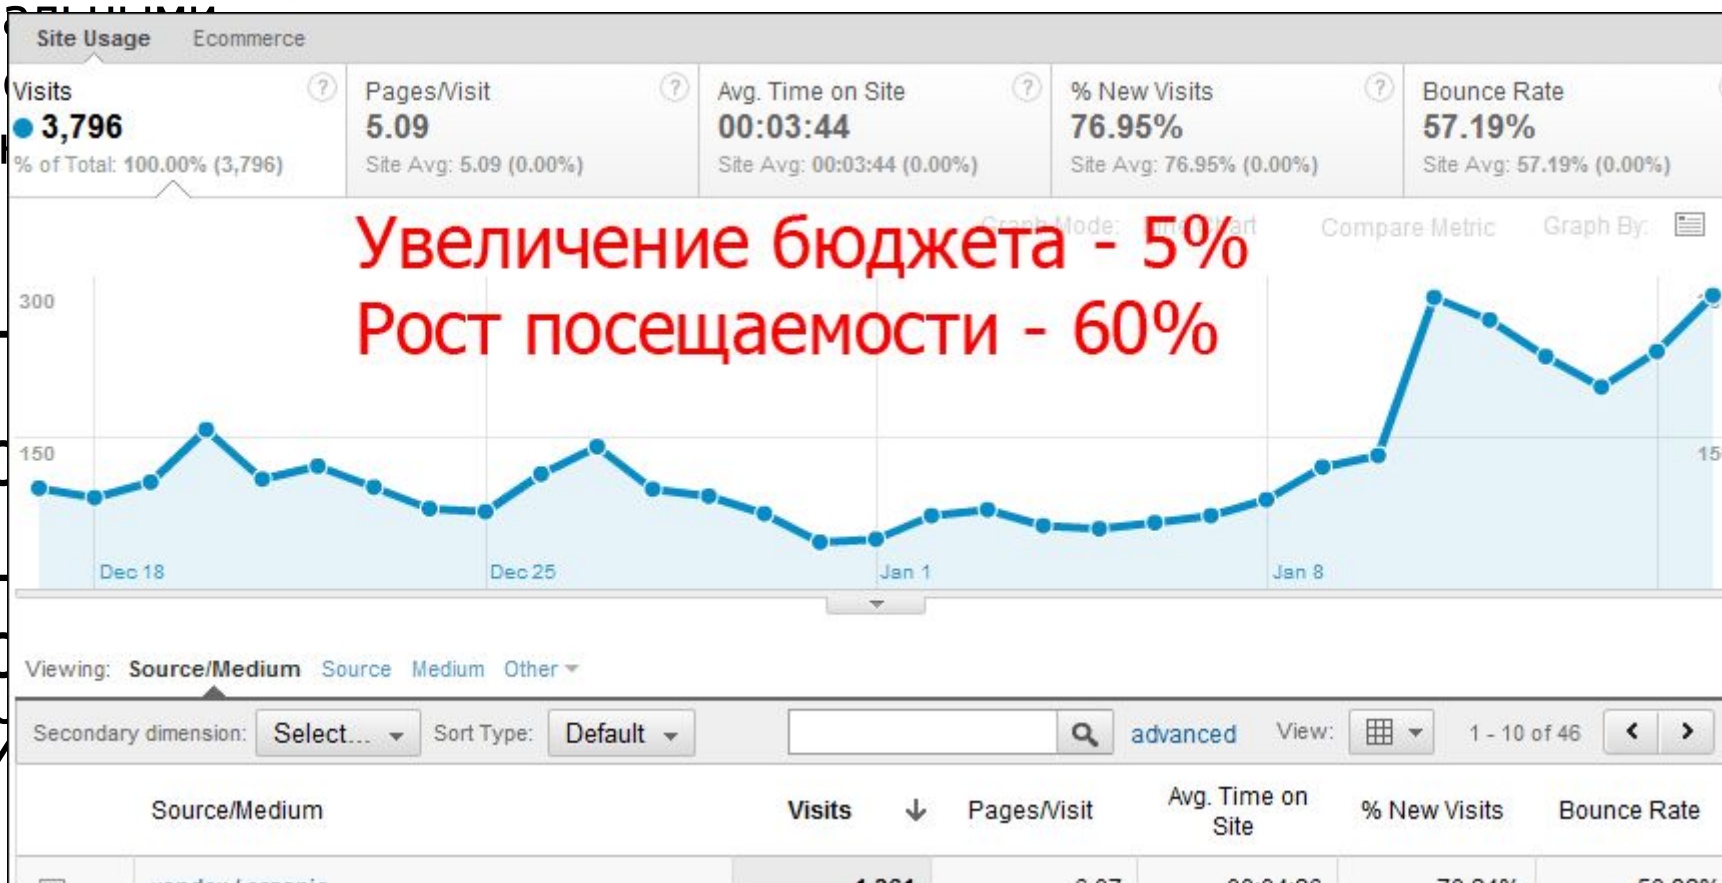 Site Usage Ecommerce
Visits
3,796
% of Total: 100.00% (3,796)
Pages/Visit
5.09
Site Avg: 5.09 (0.00%)
Avg. Time on Site
00:03:44
Site Avg: 00:03:44 (0.00%)
% New Visits
76.95%
Site Avg: 76.95% (0.00%)
Bounce Rate
57.19%
Site Avg: 57.19% (0.00%)
Graph Mode: Compare Metric Graph By:
Увеличение бюджета - 5%
Рост посещаемости - 60%
300
150
Dec 18 Dec 25 Jan 1 Jan 8
Viewing: Source/Medium Source Medium Other
Secondary dimension: Select... Sort Type: Default advanced View: 1 - 10 of 46
Source/Medium Visits Pages/Visit Avg. Time on Site % New Visits Bounce Rate